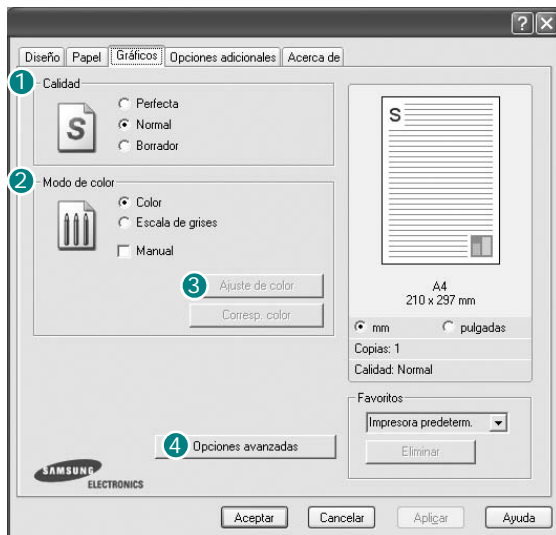 Diseño Papel Gráficos Opciones adicionales Acerca de
1
Calidad
Perfecta
S
Normal
Borrador
2
Modo de color
Color
Escala de grises
Manual
3 Ajuste de color
Corresp. color
4 Opciones avanzadas
SAMSUNG
ELECTRONICS
S
A4
210 x 297 mm
mm pulgadas
Copias: 1
Calidad: Normal
Favoritos
Impresora predeterm.
Eliminar
Aceptar Cancelar Aplicar Ayuda